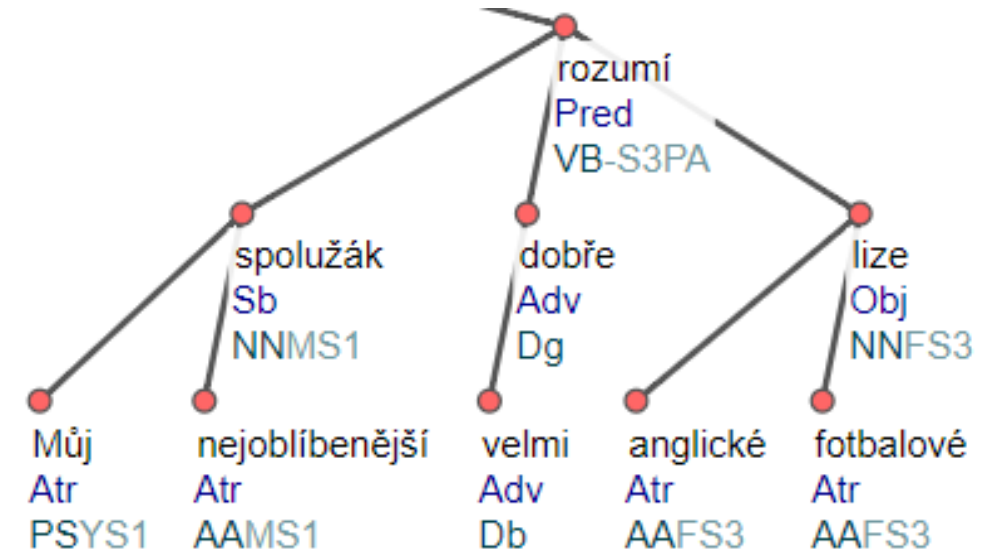 rozumí
Pred
VB-S3PA
spolužák
Sb
NNMS1
dobře
Adv
Dg
lize
Obj
NNFS3
Můj
Atr
PSYS1
nejoblíbenější
Atr
AAMS1
velmi
Adv
Db
anglické
Atr
AAFS3
fotbalové
Atr
AAFS3